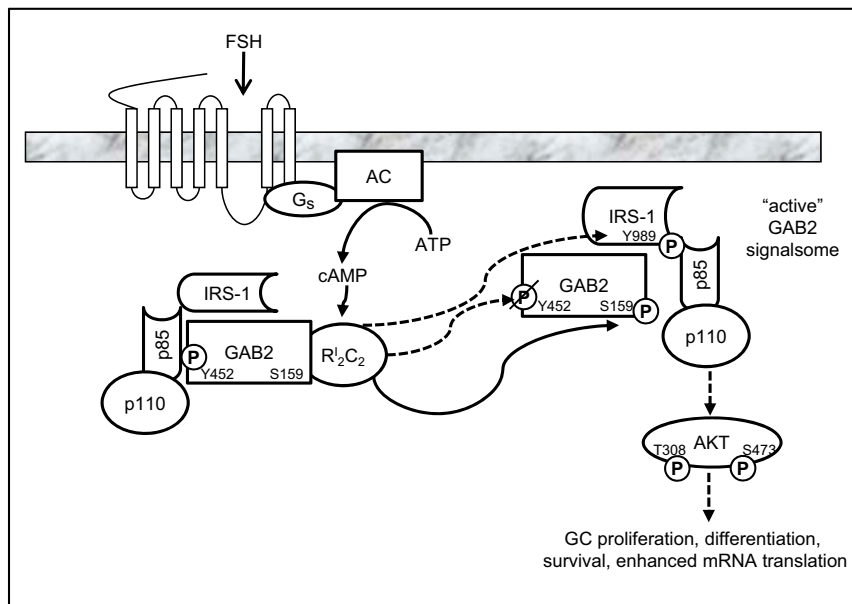 FSH
AC
Gs
ATP
cAMP
IRS-1
p85
P
GAB2
Y452
S159
RI2C2
p110
IRS-1
Y989
P
"active"
GAB2
signalsome
p85
P
GAB2
Y452
S159
P
p110
AKT
T308
S473
P
P
GC proliferation, differentiation,
survival, enhanced mRNA translation